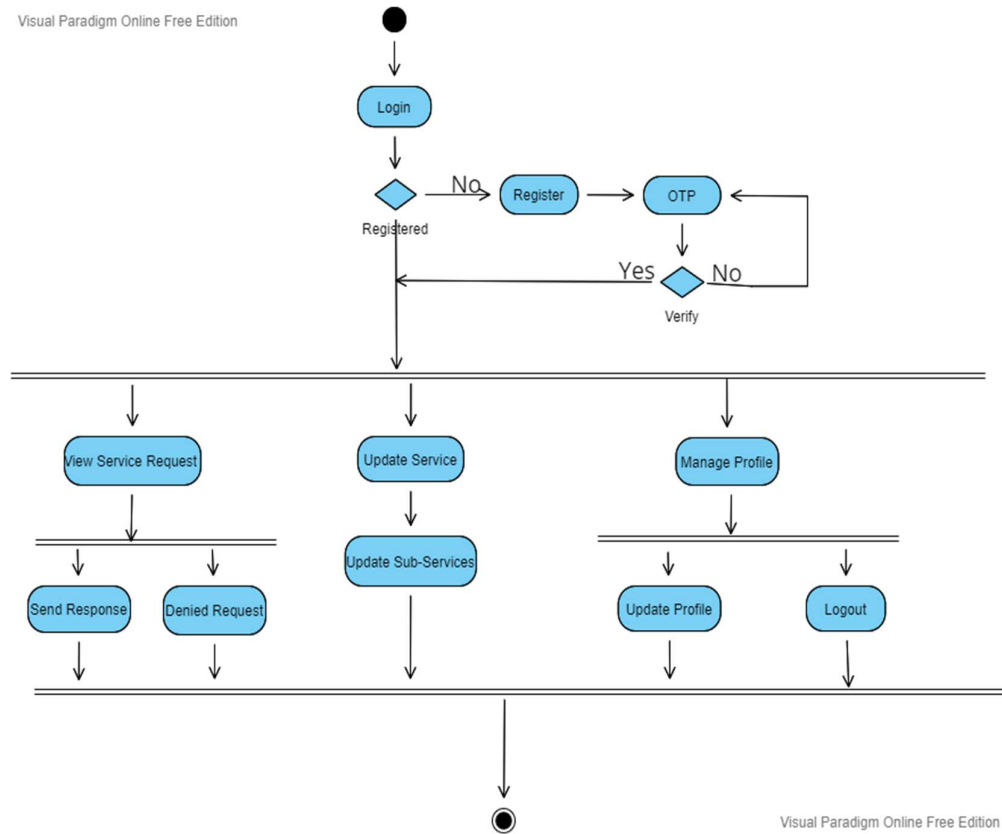 Visual Paradigm Online Free Edition
Login
No
Register
OTP
Registered
Yes
No
Verify
View Service Request
Update Service
Manage Profile
Update Sub-Services
Send Response
Denied Request
Update Profile
Logout
Visual Paradigm Online Free Edition